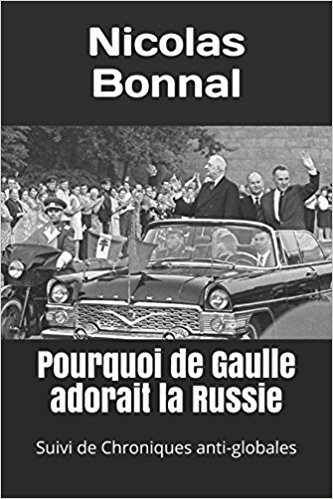 Nicolas
Bonnal
Pourquoi de Gaulle
adorait la Russie
Suivi de Chroniques anti-globales